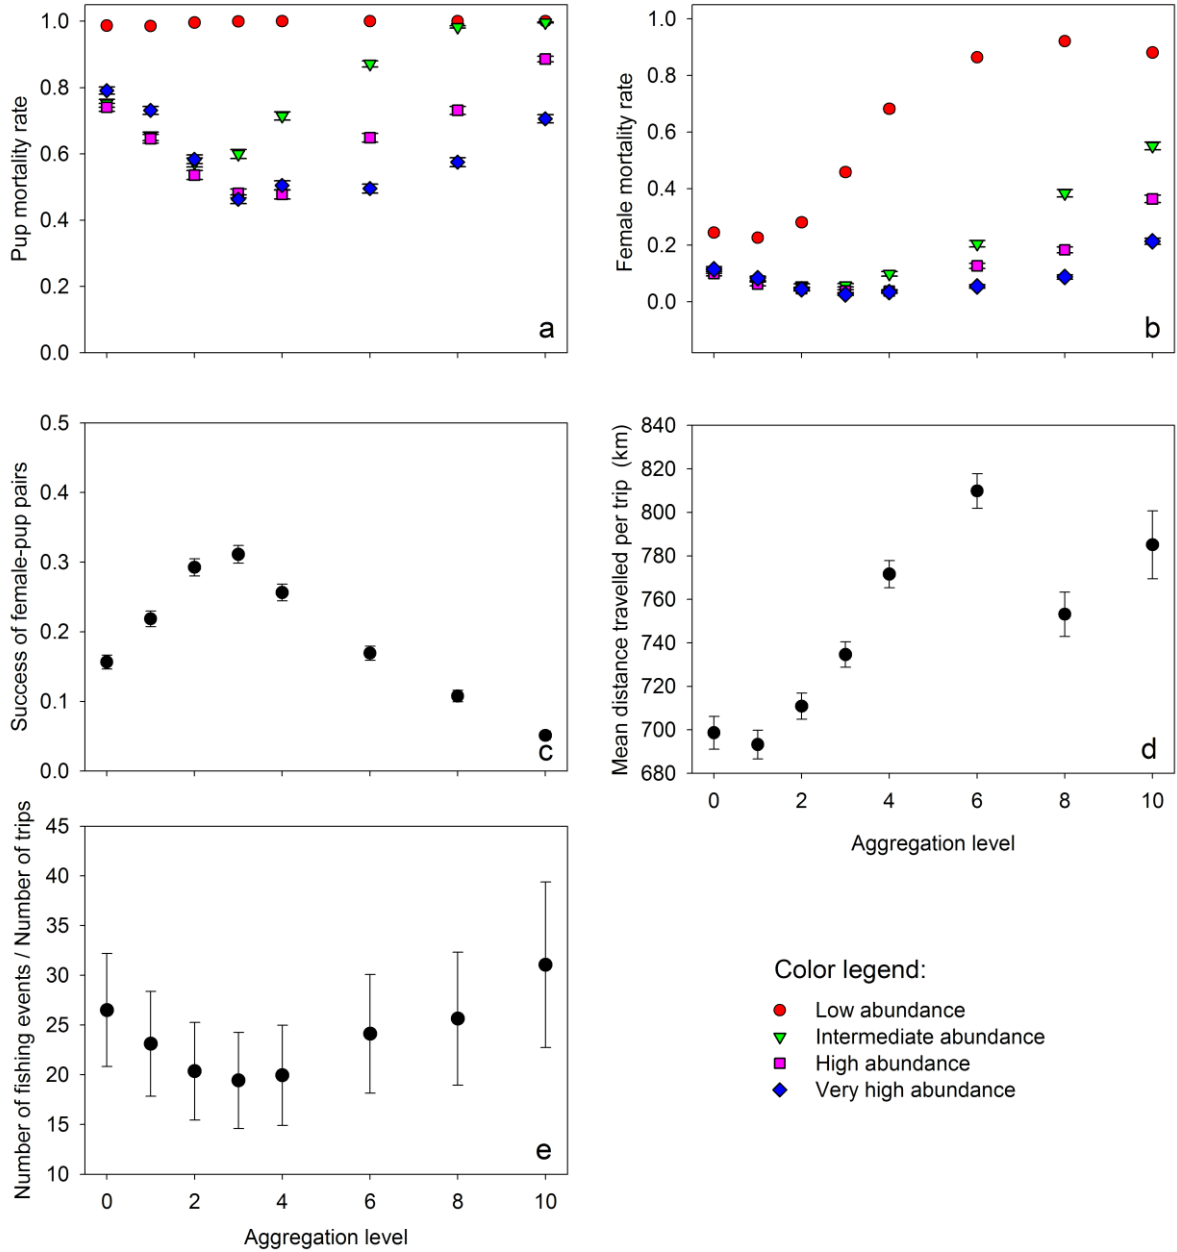 Pup mortality rate
1.0
0.8
0.6
0.4
0.2
0.0
a
Female mortality rate
1.0
0.8
0.6
0.4
0.2
0.0
b
Success of female-pup pairs
0.5
0.4
0.3
0.2
0.1
0.0
c
Mean distance travelled per trip (km)
840
820
800
780
760
740
720
700
680
d
0 2 4 6 8 10
Aggregation level
Number of fishing events / Number of trips
45
40
35
30
25
20
15
10
e
0 2 4 6 8 10
Aggregation level
Color legend:
Low abundance
Intermediate abundance
High abundance
Very high abundance